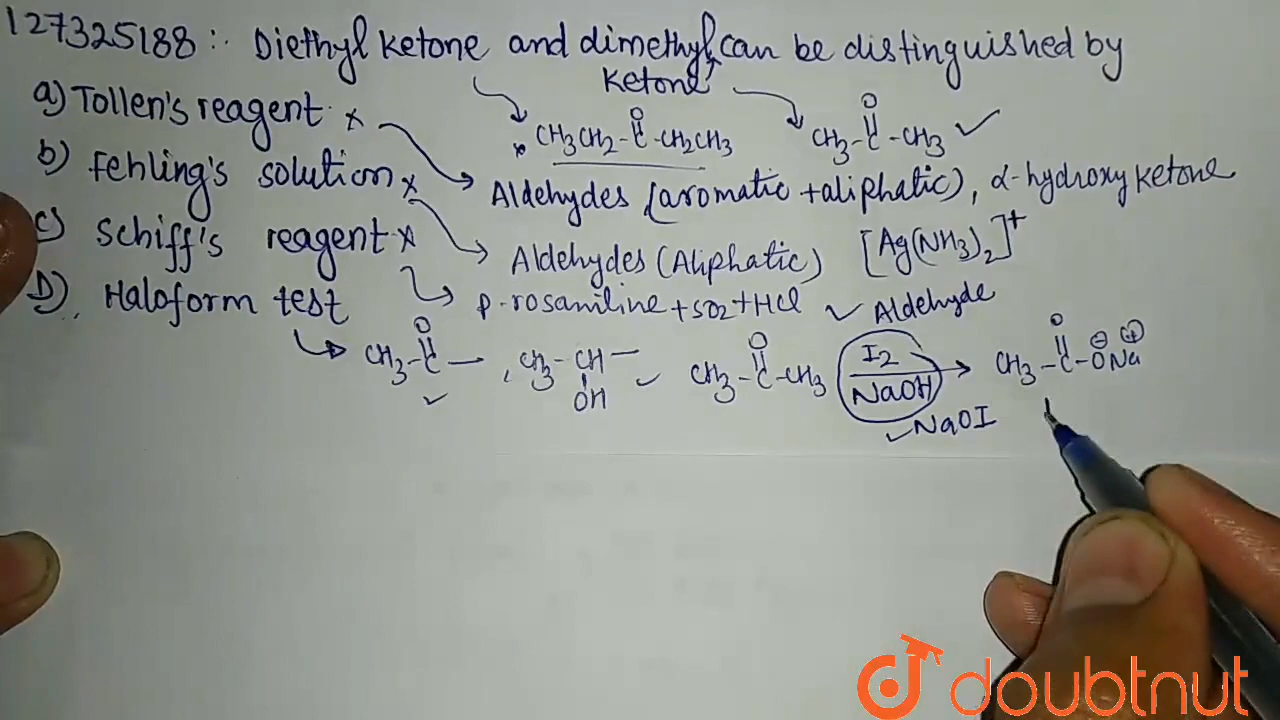 127325188 :- Diethyl ketone and dimethyl can be distinguished by
ketone
a) Tollen's reagent x
O
CH3CH2-C-CH2CH3
O
CH3-C-CH3 ✓
b) Fehling's solution x
Aldehydes (aromatic + aliphatic), α-hydroxy ketone
c) Schiff's reagent x
Aldehydes (Aliphatic) [Ag(NH3)2]+
D) Haloform test
p-rosaniline + SO2 + HCl ✓ Aldehyde
O
CH3-C- ✓, CH3-CH- ✓
OH
O
CH3-C-CH3
I2
NaOH
✓ NaOI
O
CH3-C-ONa
doubtnut